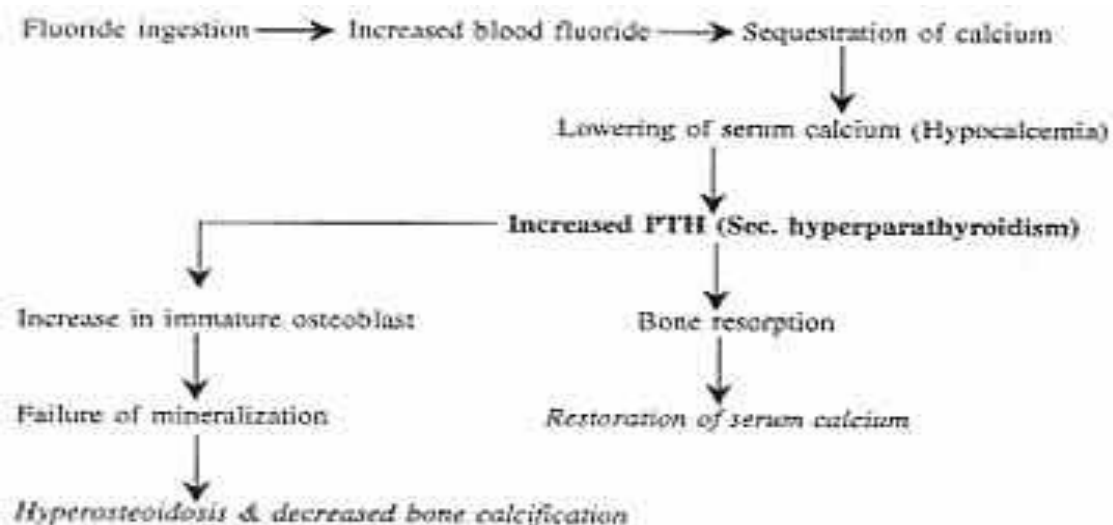 Fluoride ingestion Increased blood fluoride Sequestration of calcium
Lowering of serum calcium (Hypocalcemia)
Increased PTH (Sec. hyperparathyroidism)
Increase in immature osteoblast Bone resorption
Failure of mineralization Restoration of serum calcium
Hyperosteoidosis & decreased bone calcification